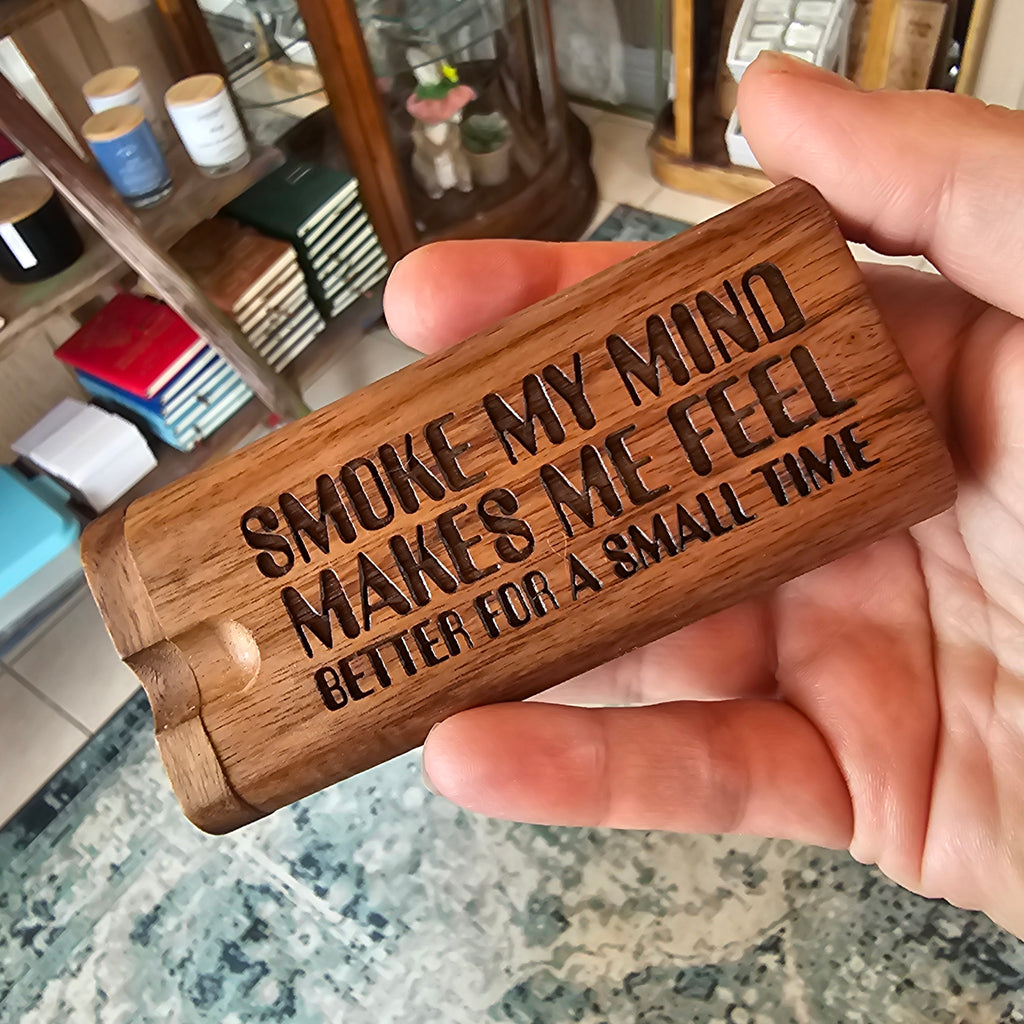 SMOKE MY MIND
MAKES ME FEEL
BETTER FOR A SMALL TIME